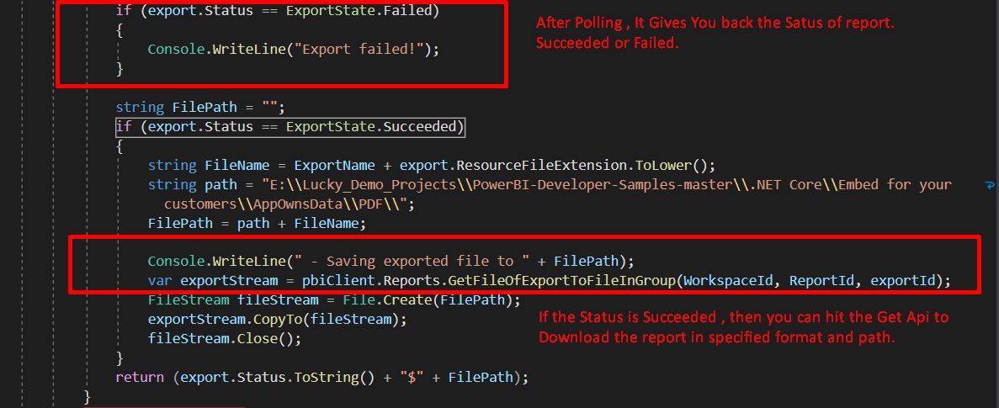 if (export.Status == ExportState.Failed)
{
Console.WriteLine("Export failed!");
}
After Polling , It Gives You back the Satus of report.
Succeeded or Failed.
string FilePath = "";
if (export.Status == ExportState.Succeeded)
{
string FileName = ExportName + export.ResourceFileExtension.ToLower();
string path = "E:\\Lucky_Demo_Projects\\PowerBI-Developer-Samples-master\\.NET Core\\Embed for your
customers\\AppOwnsData\\PDF\\";
FilePath = path + FileName;
Console.WriteLine(" - Saving exported file to " + FilePath);
var exportStream = pbiClient.Reports.GetFileOfExportToFileInGroup(WorkspaceId, ReportId, exportId);
FileStream fileStream = File.Create(FilePath);
exportStream.CopyTo(fileStream);
fileStream.Close();
If the Status is Succeeded , then you can hit the Get Api to
Download the report in specified format and path.
}
return (export.Status.ToString() + "$" + FilePath);
}